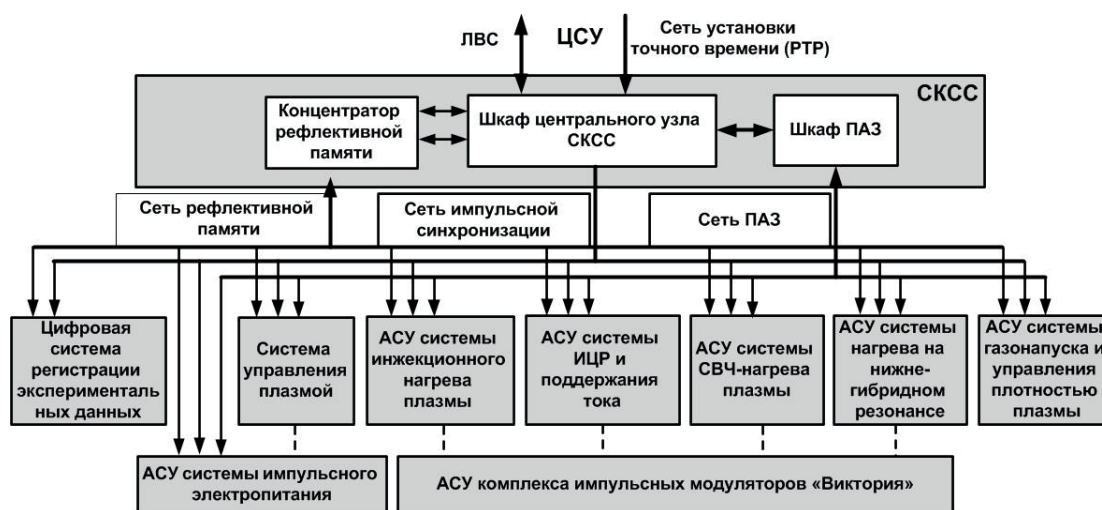 ЛВС
ЦСУ
Сеть установки
точного времени (PTP)
СКСС
Концентратор
рефлективной
памяти
Шкаф центрального узла
СКСС
Шкаф ПАЗ
Сеть рефлективной
памяти
Сеть импульсной
синхронизации
Сеть ПАЗ
Цифровая
система
регистрации
эксперименталь
ных данных
Система
управления
плазмой
АСУ системы
инжекционного
нагрева
плазмы
АСУ системы
ИЦР и
поддержания
тока
АСУ системы
СВЧ-нагрева
плазмы
АСУ системы
нагрева на
нижне-
гибридном
резонансе
АСУ системы
газонапуска и
управления
плотностью
плазмы
АСУ системы импульсного
электропитания
АСУ комплекса импульсных модуляторов «Виктория»